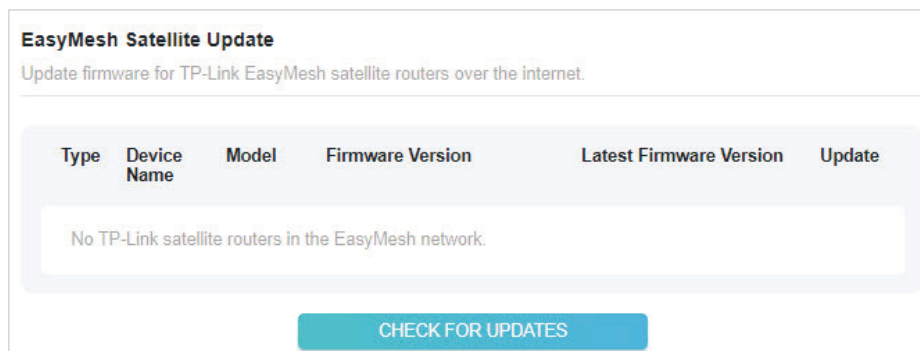 EasyMesh Satellite Update
Update firmware for TP-Link EasyMesh satellite routers over the internet.
Type Device Name Model Firmware Version Latest Firmware Version Update
No TP-Link satellite routers in the EasyMesh network.
CHECK FOR UPDATES